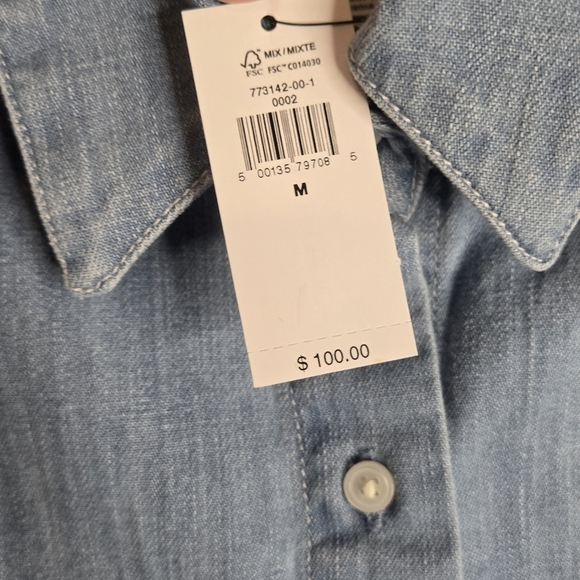 MIX/MIXTE
FSC FSC™ C014030
773142-00-1
0002
5 00135 79708 5
M
$ 100.00